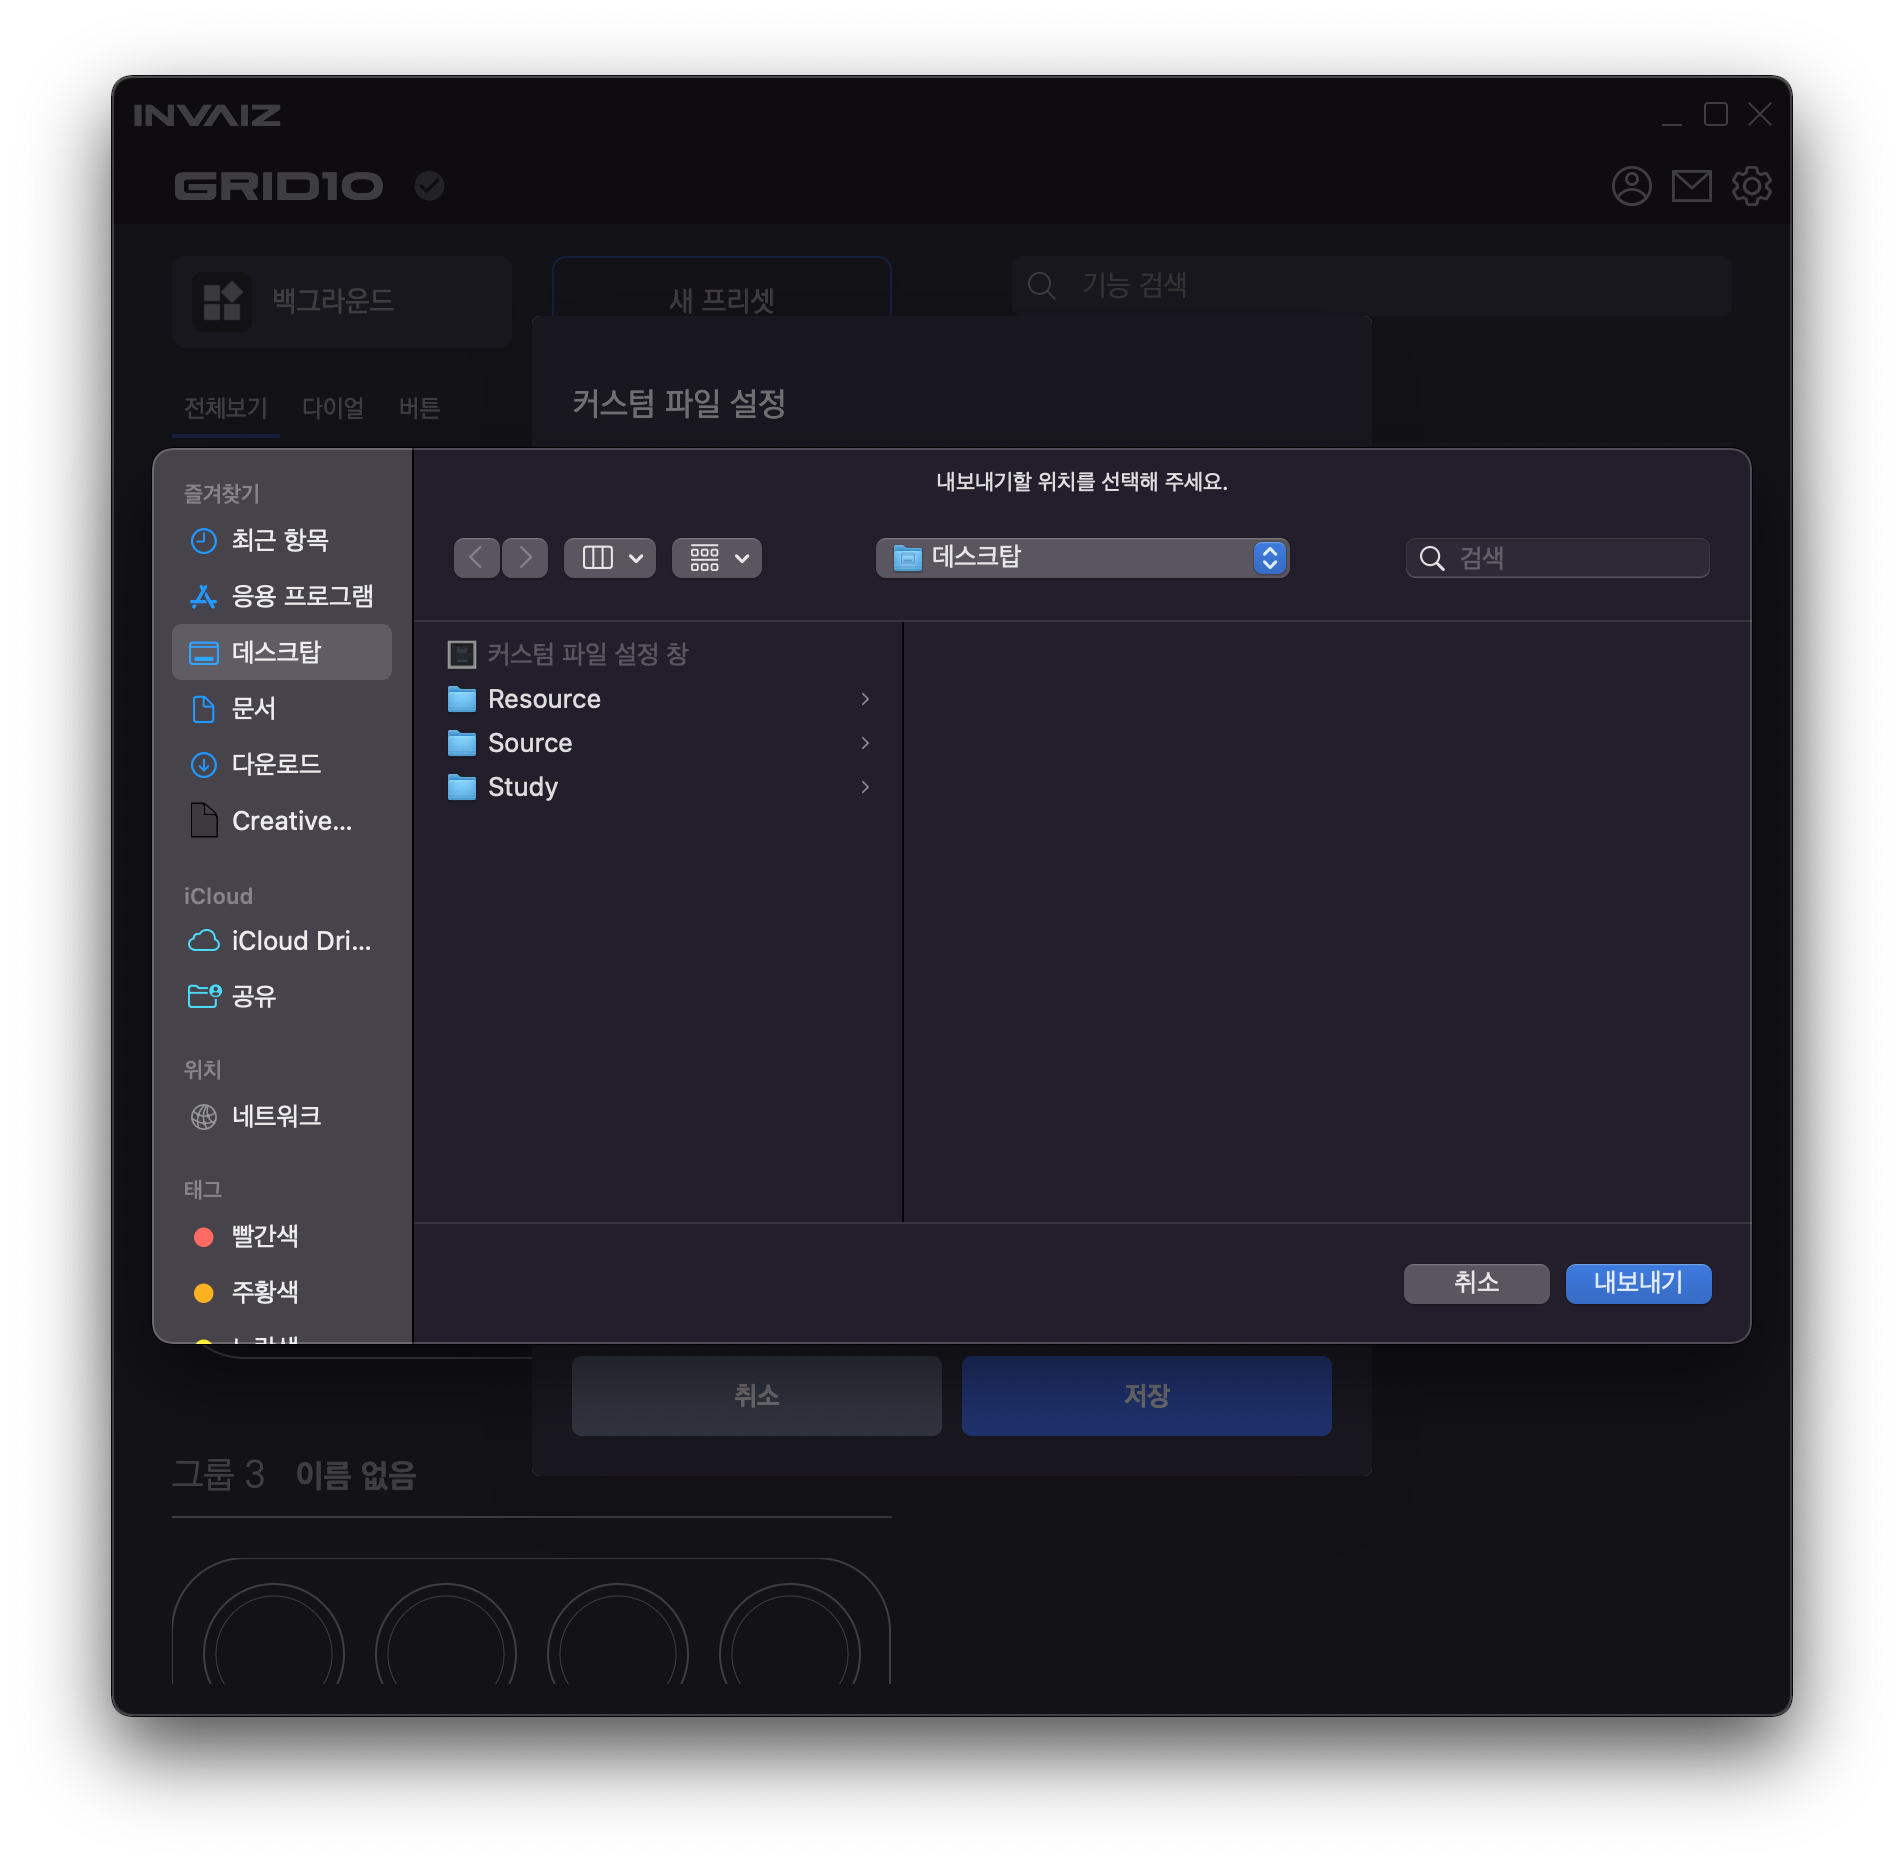 INVAIZ
GRID10
백그라운드
새 프리셋
기능 검색
전체보기 다이얼 버튼
커스텀 파일 설정
내보내기할 위치를 선택해 주세요.
데스크탑
검색
즐겨찾기
최근 항목
응용 프로그램
데스크탑
문서
다운로드
Creative...
iCloud
iCloud Dri...
공유
위치
네트워크
태그
빨간색
주황색
커스텀 파일 설정 창
Resource
Source
Study
취소 내보내기
취소 저장
그룹 3 이름 없음